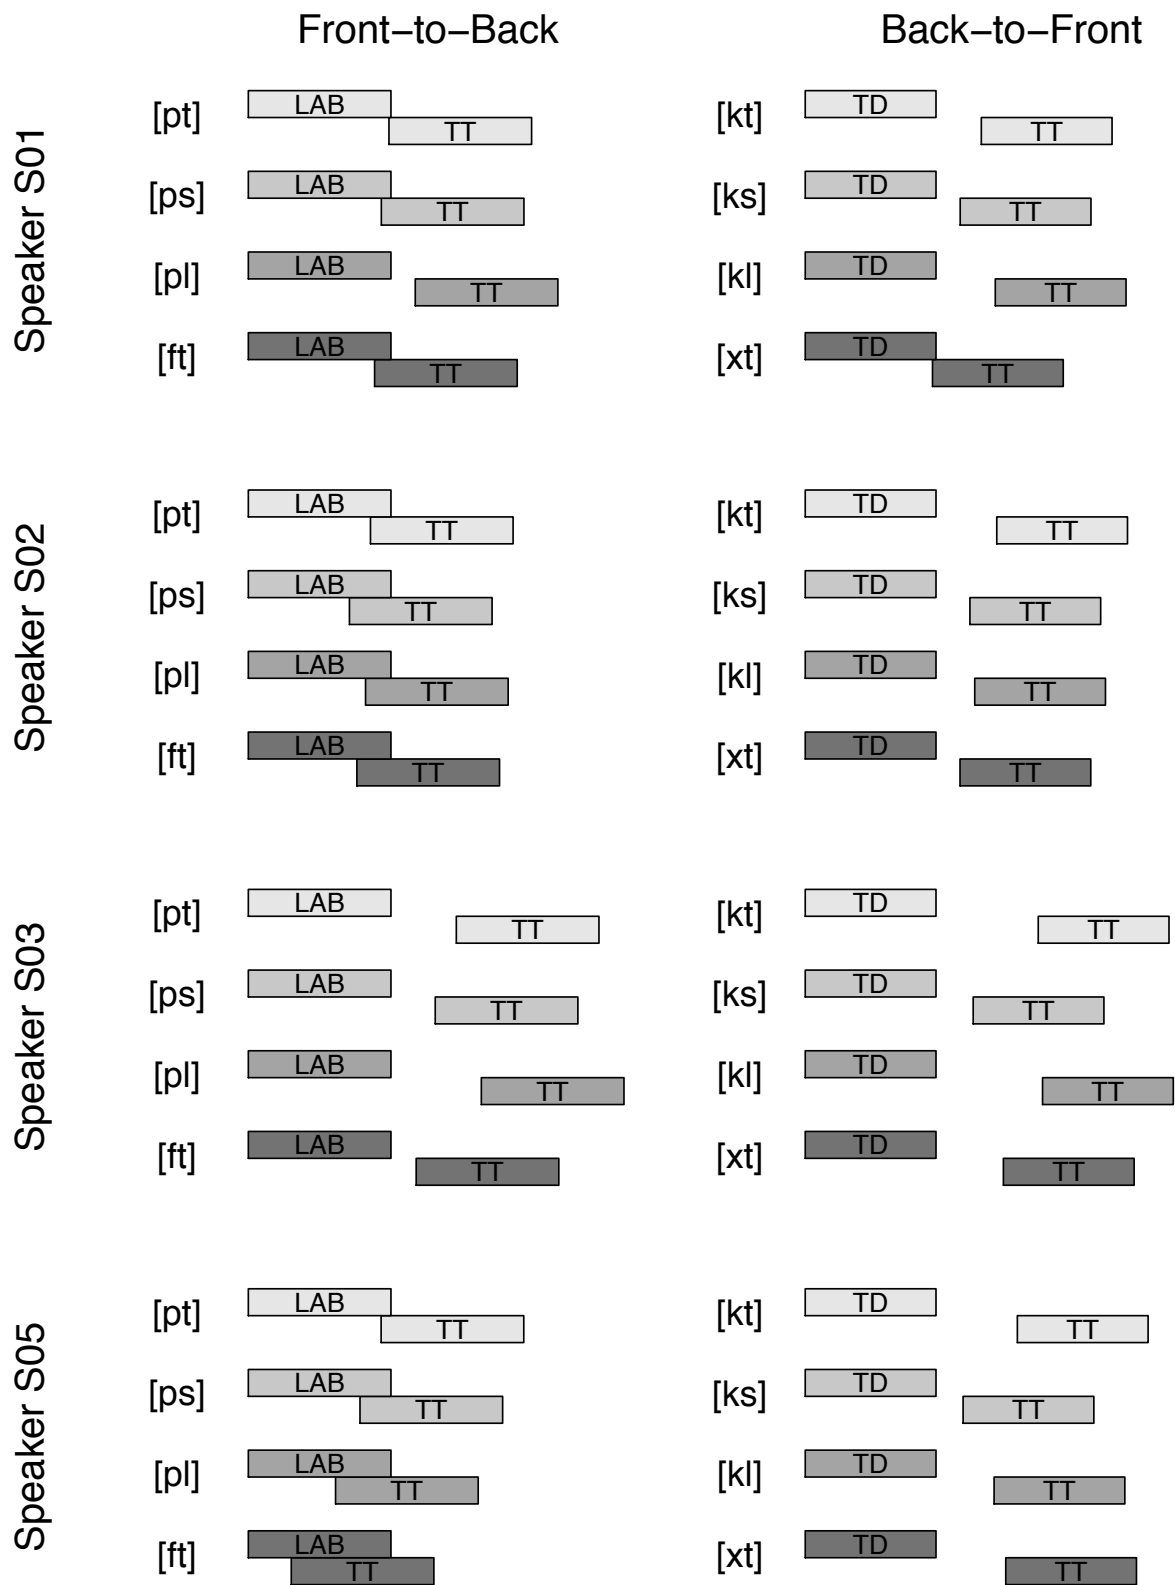 Front–to–Back Back–to–Front
Speaker S01
[pt] LAB TT [kt] TD TT
[ps] LAB TT [ks] TD TT
[pl] LAB TT [kl] TD TT
[ft] LAB TT [xt] TD TT
Speaker S02
[pt] LAB TT [kt] TD TT
[ps] LAB TT [ks] TD TT
[pl] LAB TT [kl] TD TT
[ft] LAB TT [xt] TD TT
Speaker S03
[pt] LAB TT [kt] TD TT
[ps] LAB TT [ks] TD TT
[pl] LAB TT [kl] TD TT
[ft] LAB TT [xt] TD TT
Speaker S05
[pt] LAB TT [kt] TD TT
[ps] LAB TT [ks] TD TT
[pl] LAB TT [kl] TD TT
[ft] LAB TT [xt] TD TT